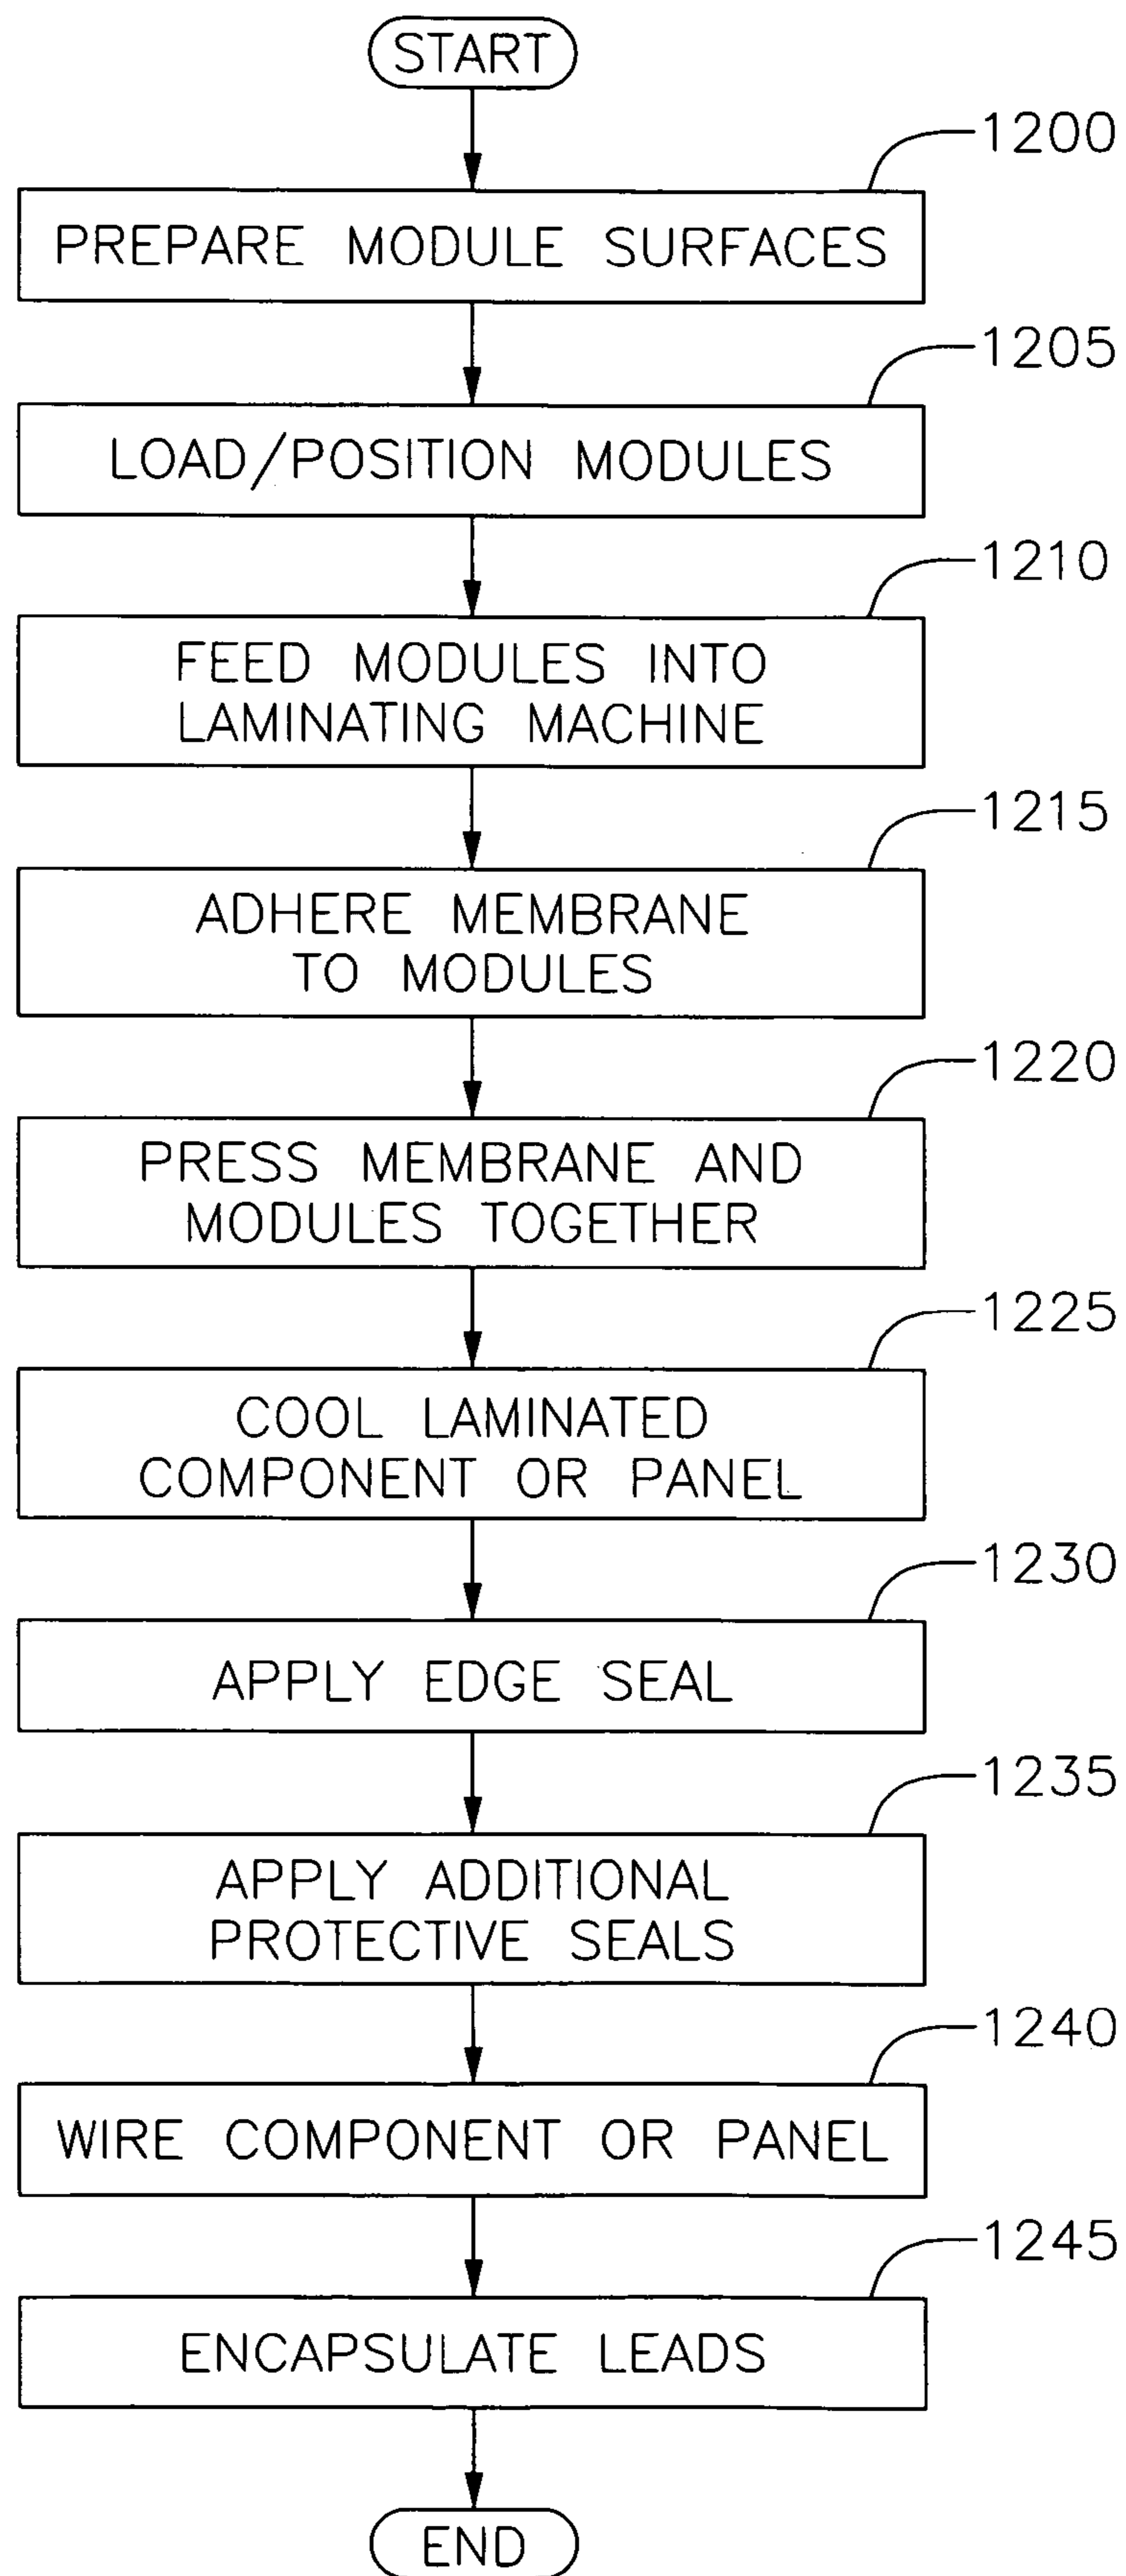 START
1200
PREPARE MODULE SURFACES
1205
LOAD/POSITION MODULES
1210
FEED MODULES INTO
LAMINATING MACHINE
1215
ADHERE MEMBRANE
TO MODULES
1220
PRESS MEMBRANE AND
MODULES TOGETHER
1225
COOL LAMINATED
COMPONENT OR PANEL
1230
APPLY EDGE SEAL
1235
APPLY ADDITIONAL
PROTECTIVE SEALS
1240
WIRE COMPONENT OR PANEL
1245
ENCAPSULATE LEADS
END